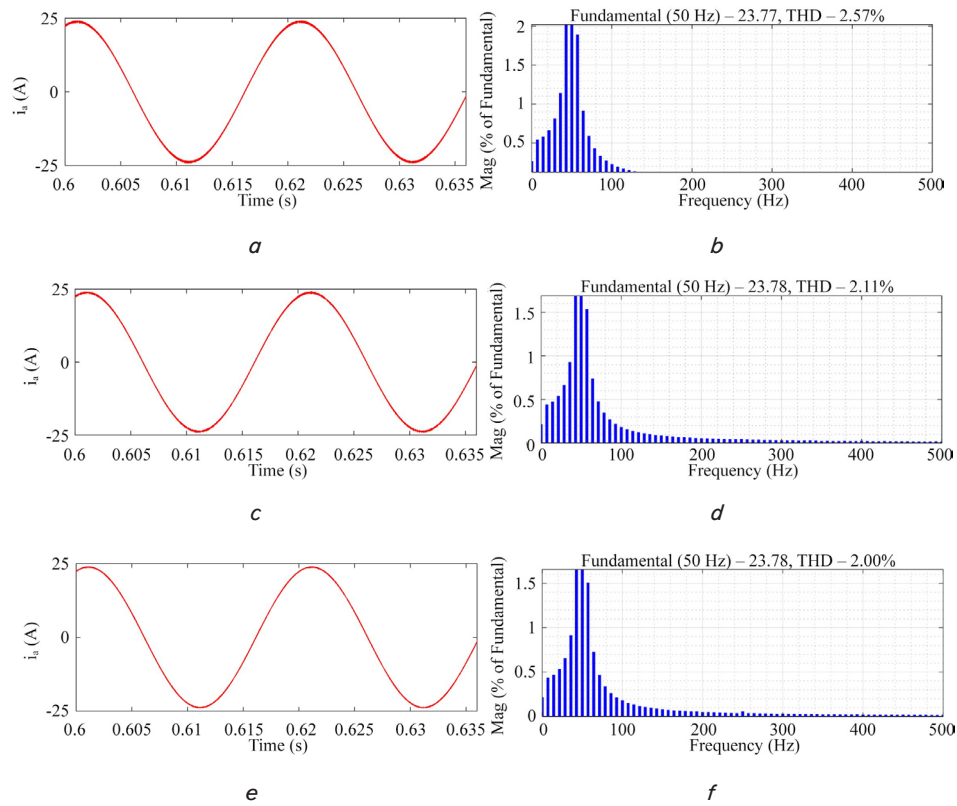 25
0
-25
i_a (A)
0.6 0.605 0.61 0.615 0.62 0.625 0.63 0.635
Time (s)
a
Fundamental (50 Hz) – 23.77, THD – 2.57%
Mag (% of Fundamental)
2
1.5
1
0.5
0 100 200 300 400 500
Frequency (Hz)
b
25
0
-25
i_a (A)
0.6 0.605 0.61 0.615 0.62 0.625 0.63 0.635
Time (s)
c
Fundamental (50 Hz) – 23.78, THD – 2.11%
Mag (% of Fundamental)
1.5
1
0.5
0
0 100 200 300 400 500
Frequency (Hz)
d
25
0
-25
i_a (A)
0.6 0.605 0.61 0.615 0.62 0.625 0.63 0.635
Time (s)
e
Fundamental (50 Hz) – 23.78, THD – 2.00%
Mag (% of Fundamental)
1.5
1
0.5
0
0 100 200 300 400 500
Frequency (Hz)
f